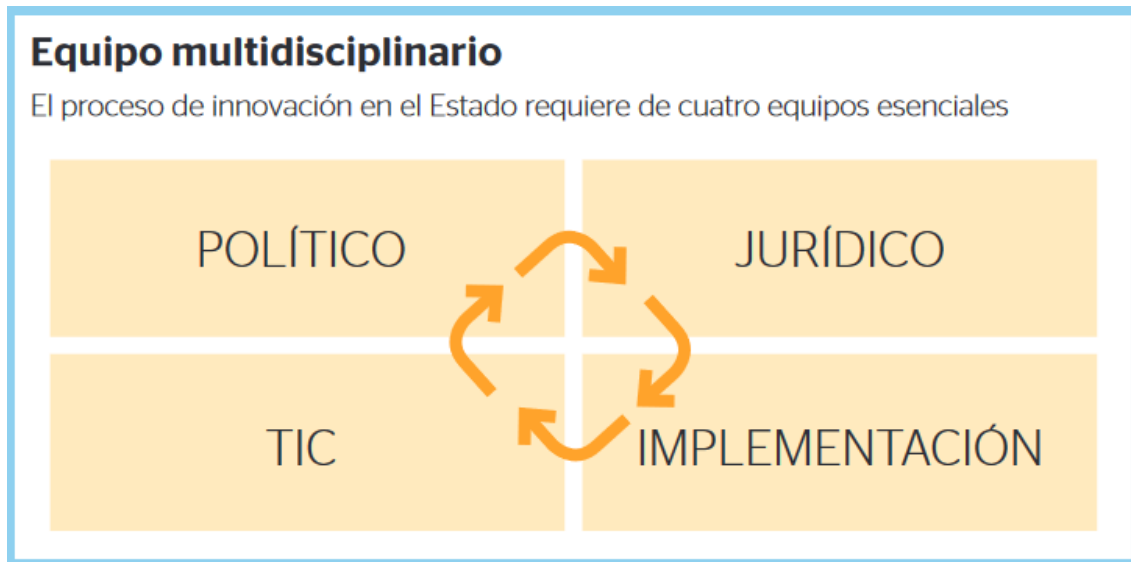 Equipo multidisciplinario
El proceso de innovación en el Estado requiere de cuatro equipos esenciales
POLÍTICO
JURÍDICO
TIC
IMPLEMENTACIÓN